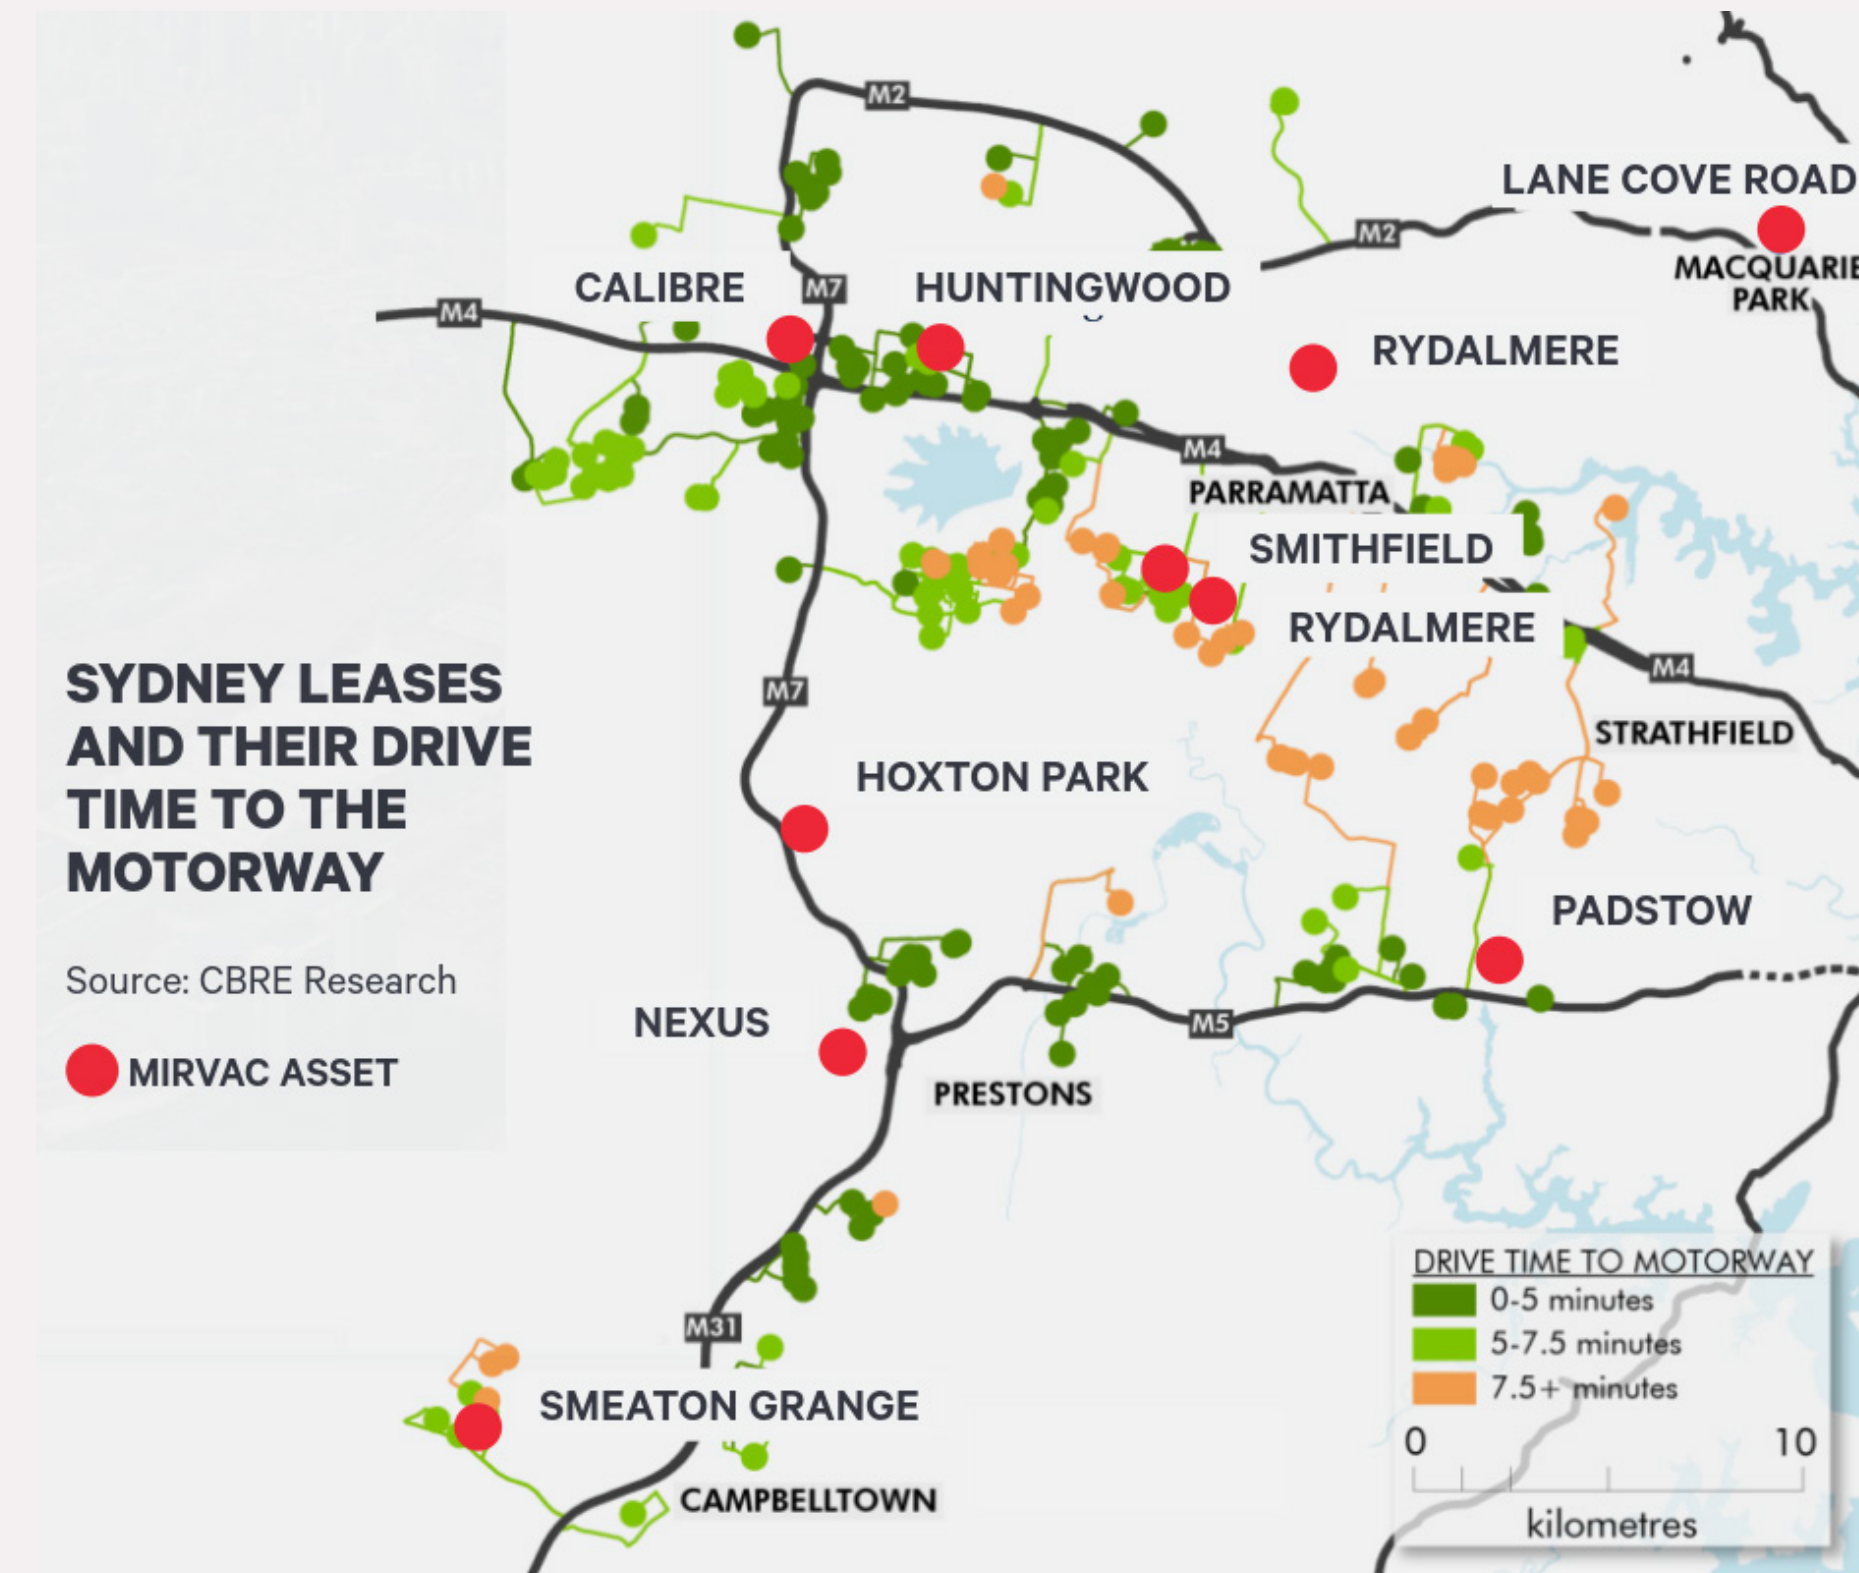 M2
LANE COVE ROAD
M2
MACQUARIE
PARK
CALIBRE
M7
HUNTINGWOOD
M4
RYDALMERE
M4
PARRAMATTA
SMITHFIELD
RYDALMERE
M4
M7
STRATHFIELD
SYDNEY LEASES
AND THEIR DRIVE
TIME TO THE
MOTORWAY
HOXTON PARK
PADSTOW
Source: CBRE Research
NEXUS
M5
MIRVAC ASSET
PRESTONS
M31
SMEATON GRANGE
CAMPBELLTOWN
DRIVE TIME TO MOTORWAY
0-5 minutes
5-7.5 minutes
7.5+ minutes
0 10
kilometres